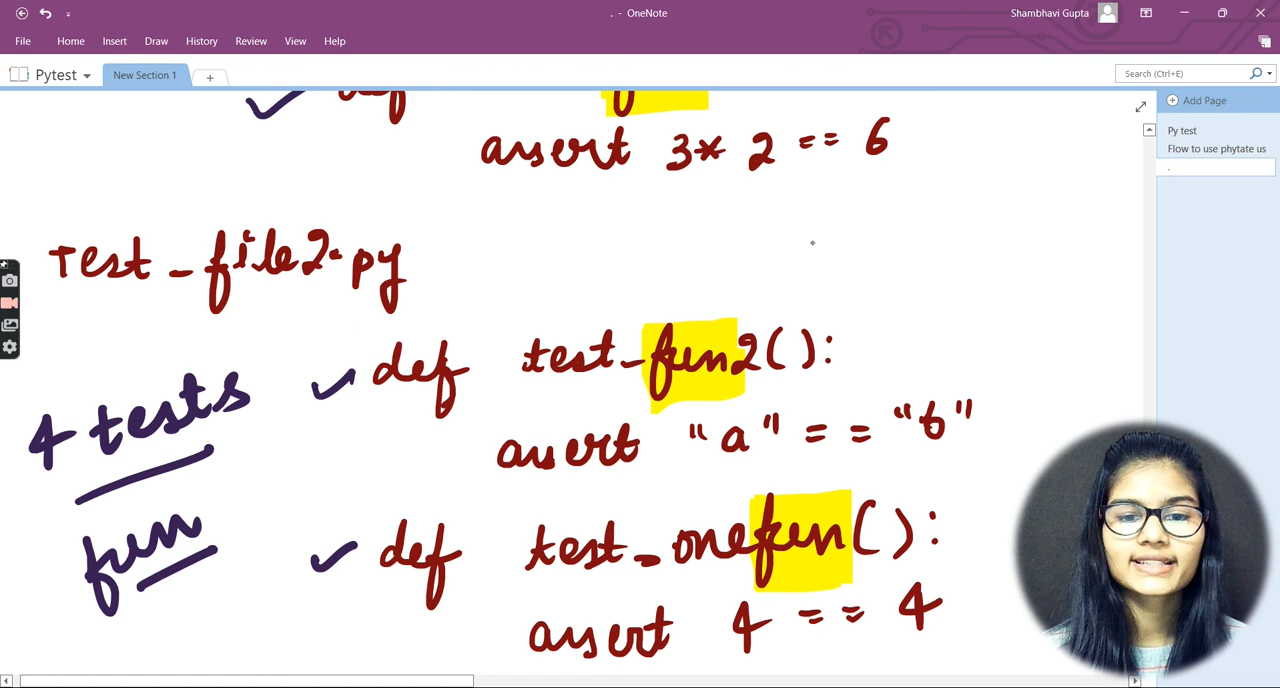 . - OneNote
Shambhavi Gupta
File Home Insert Draw History Review View Help
Pytest
New Section 1
+
Search (Ctrl+E)
Add Page
Py test
Flow to use phytate us
.
def
assert 3* 2 == 6
Test_file2.py
def test_fun2():
assert "a" == "b"
4 tests
fun
def test_onefun():
assert 4 == 4